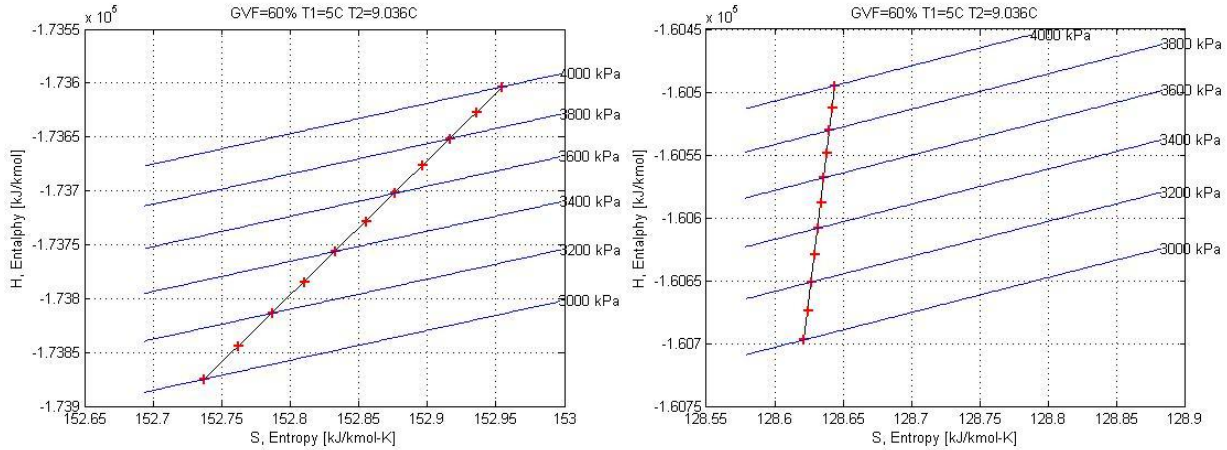 x 10⁵
GVF=60% T1=5C T2=9.036C
-1.7355
-1.736
-1.7365
-1.737
-1.7375
-1.738
-1.7385
-1.739
H, Entalphy [kJ/kmol]
4000 kPa
3800 kPa
3600 kPa
3400 kPa
3200 kPa
3000 kPa
152.65 152.7 152.75 152.8 152.85 152.9 152.95 153
S, Entropy [kJ/kmol-K]
x 10⁵
GVF=60% T1=5C T2=9.036C
-1.6045
-1.605
-1.6055
-1.606
-1.6065
-1.607
-1.6075
H, Entalphy [kJ/kmol]
4000 kPa
3800 kPa
3600 kPa
3400 kPa
3200 kPa
3000 kPa
128.55 128.6 128.65 128.7 128.75 128.8 128.85 128.9
S, Entropy [kJ/kmol-K]